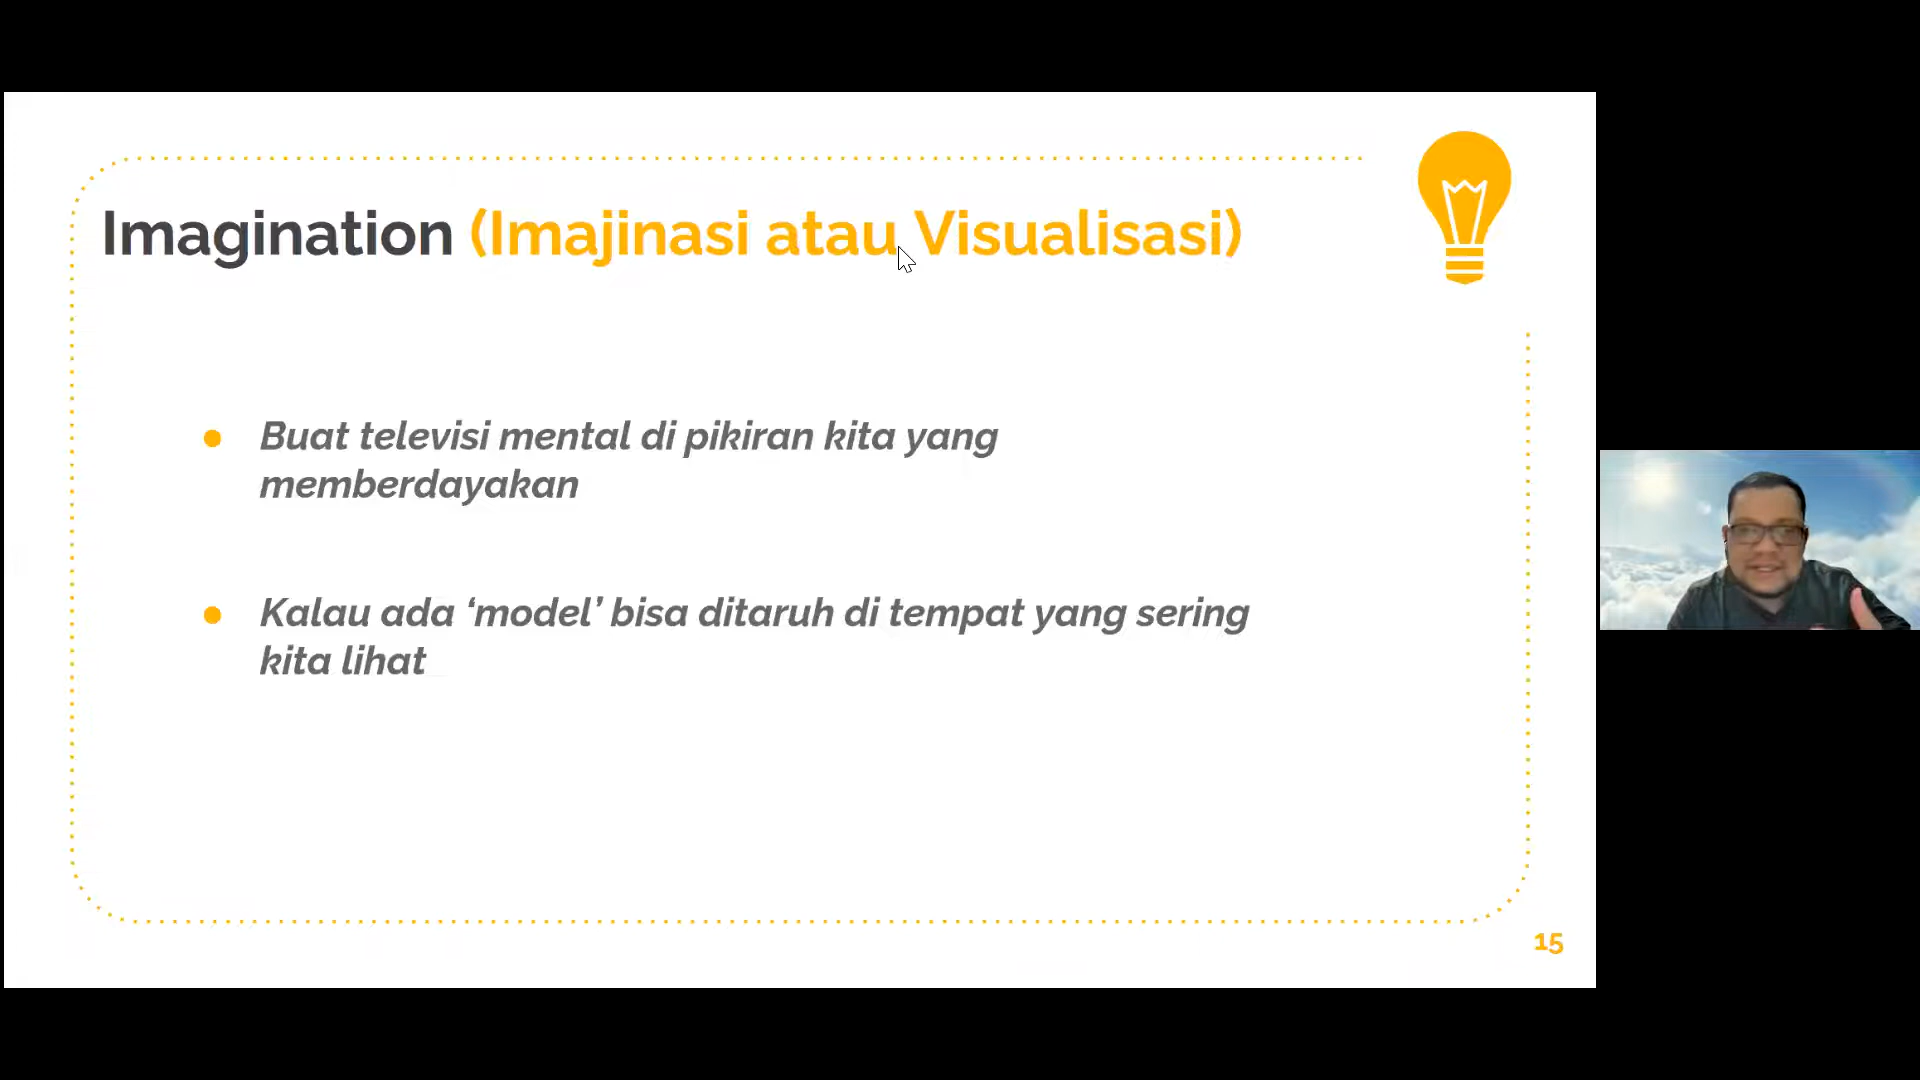 Imagination (Imajinasi atau Visualisasi)
● Buat televisi mental di pikiran kita yang
memberdayakan
● Kalau ada ‘model’ bisa ditaruh di tempat yang sering
kita lihat
15